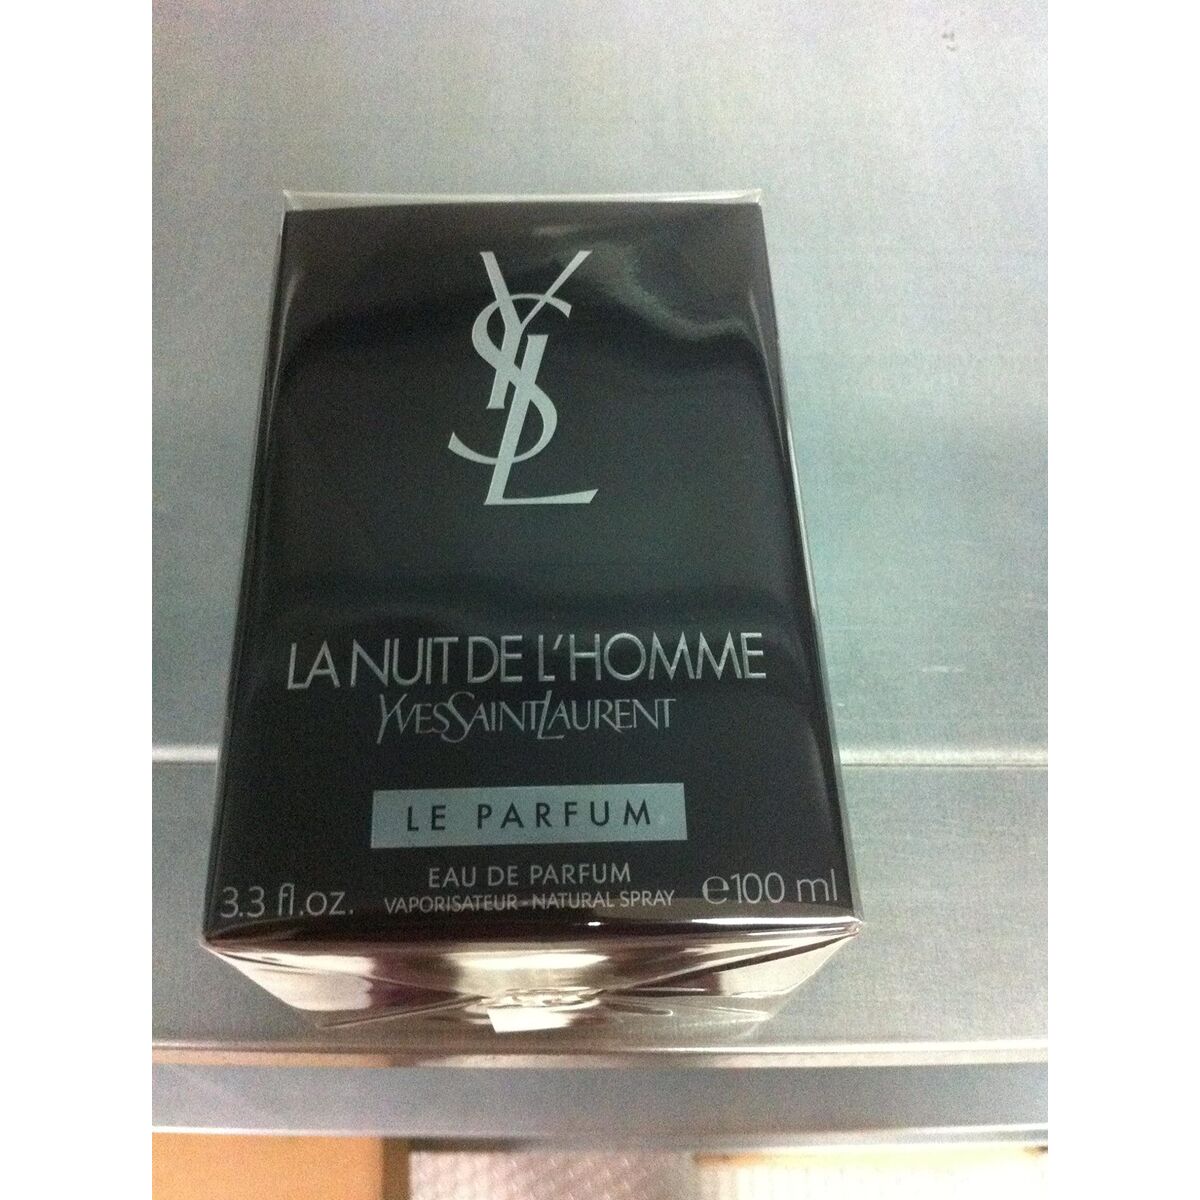 YSL
LA NUIT DE L'HOMME
YVESSAINTLAURENT
LE PARFUM
EAU DE PARFUM
3.3 fl.oz. VAPORISATEUR - NATURAL SPRAY e100 ml